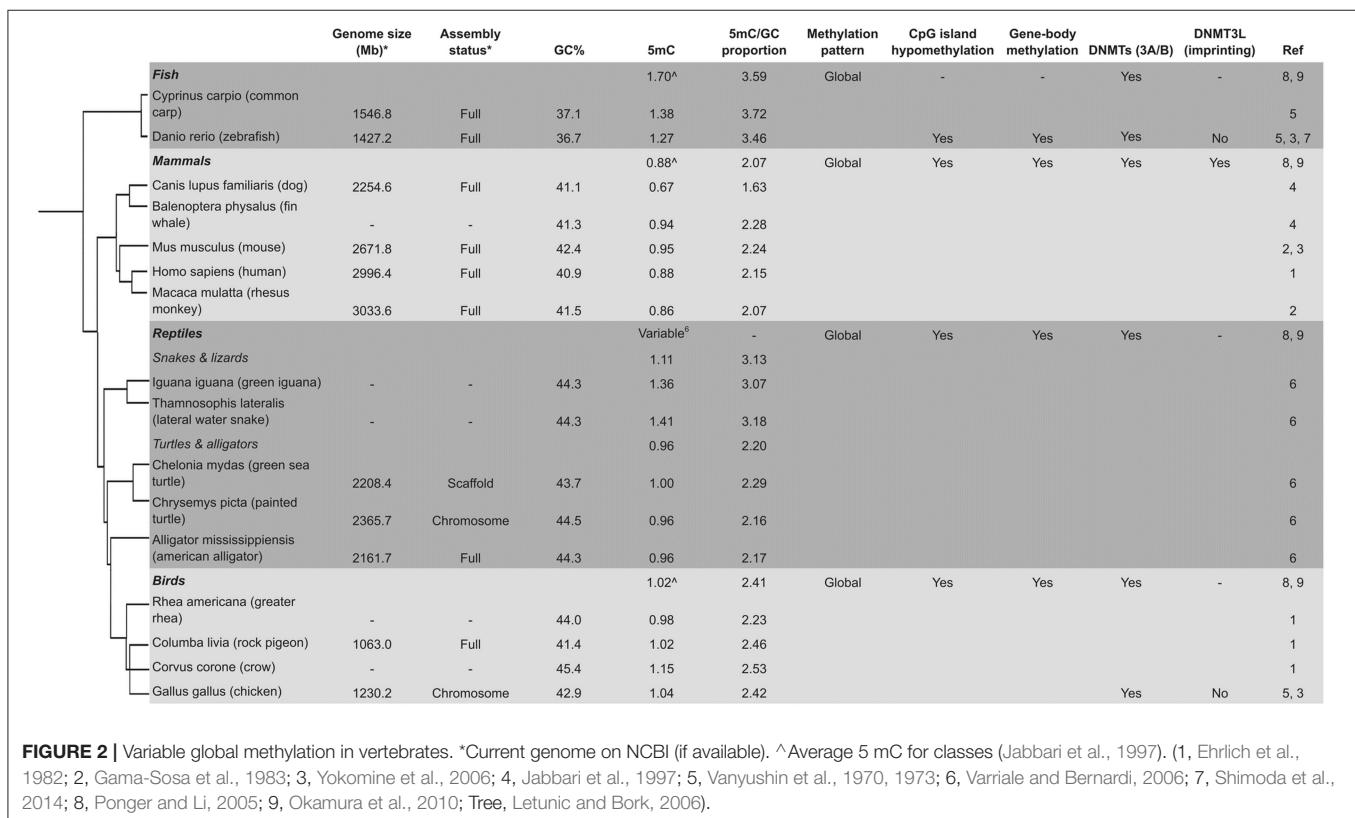 Genome size (Mb)* Assembly status* GC% 5mC 5mC/GC proportion Methylation pattern CpG island hypomethylation Gene-body methylation DNMTs (3A/B) DNMT3L (imprinting) Ref
Fish 1.70^ 3.59 Global - - Yes - 8, 9
Cyprinus carpio (common carp) 1546.8 Full 37.1 1.38 3.72 5
Danio rerio (zebrafish) 1427.2 Full 36.7 1.27 3.46 Yes Yes Yes No 5, 3, 7
Mammals 0.88^ 2.07 Global Yes Yes Yes Yes 8, 9
Canis lupus familiaris (dog) 2254.6 Full 41.1 0.67 1.63 4
Balenoptera physalus (fin whale) - - 41.3 0.94 2.28 4
Mus musculus (mouse) 2671.8 Full 42.4 0.95 2.24 2, 3
Homo sapiens (human) 2996.4 Full 40.9 0.88 2.15 1
Macaca mulatta (rhesus monkey) 3033.6 Full 41.5 0.86 2.07 2
Reptiles Variable⁶ - Global Yes Yes Yes - 8, 9
Snakes & lizards 1.11 3.13
Iguana iguana (green iguana) - - 44.3 1.36 3.07 6
Thamnosophis lateralis (lateral water snake) - - 44.3 1.41 3.18 6
Turtles & alligators 0.96 2.20
Chelonia mydas (green sea turtle) 2208.4 Scaffold 43.7 1.00 2.29 6
Chrysemys picta (painted turtle) 2365.7 Chromosome 44.5 0.96 2.16 6
Alligator mississippiensis (american alligator) 2161.7 Full 44.3 0.96 2.17 6
Birds 1.02^ 2.41 Global Yes Yes Yes - 8, 9
Rhea americana (greater rhea) - - 44.0 0.98 2.23 1
Columba livia (rock pigeon) 1063.0 Full 41.4 1.02 2.46 1
Corvus corone (crow) - - 45.4 1.15 2.53 1
Gallus gallus (chicken) 1230.2 Chromosome 42.9 1.04 2.42 Yes No 5, 3
FIGURE 2 | Variable global methylation in vertebrates. *Current genome on NCBI (if available). ^Average 5 mC for classes (Jabbari et al., 1997). (1, Ehrlich et al.,
1982; 2, Gama-Sosa et al., 1983; 3, Yokomine et al., 2006; 4, Jabbari et al., 1997; 5, Vanyushin et al., 1970, 1973; 6, Varriale and Bernardi, 2006; 7, Shimoda et al.,
2014; 8, Ponger and Li, 2005; 9, Okamura et al., 2010; Tree, Letunic and Bork, 2006).